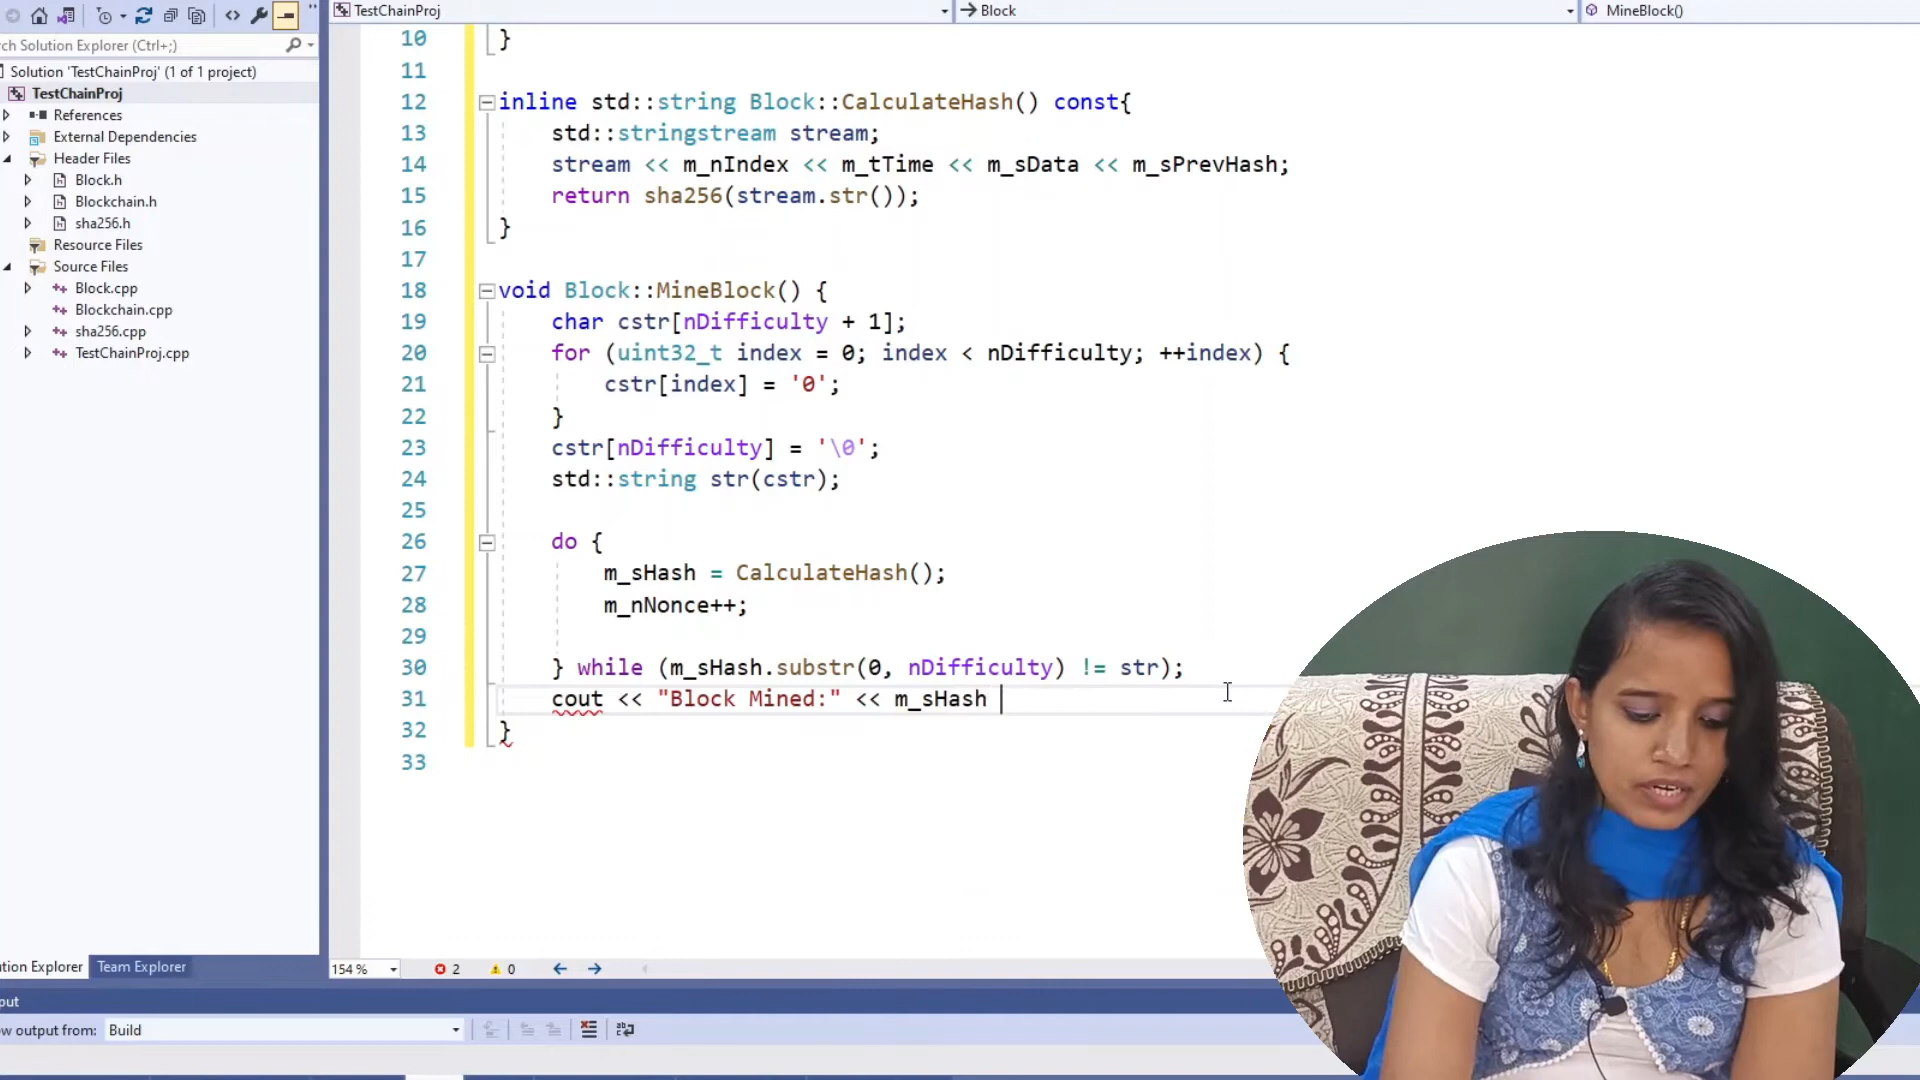 TestChainProj
Block
MineBlock()
ch Solution Explorer (Ctrl+;)
Solution 'TestChainProj' (1 of 1 project)
TestChainProj
References
External Dependencies
Header Files
Block.h
Blockchain.h
sha256.h
Resource Files
Source Files
Block.cpp
Blockchain.cpp
sha256.cpp
TestChainProj.cpp
10 }
11
12 inline std::string Block::CalculateHash() const{
13 std::stringstream stream;
14 stream << m_nIndex << m_tTime << m_sData << m_sPrevHash;
15 return sha256(stream.str());
16 }
17
18 void Block::MineBlock() {
19 char cstr[nDifficulty + 1];
20 for (uint32_t index = 0; index < nDifficulty; ++index) {
21 cstr[index] = '0';
22 }
23 cstr[nDifficulty] = '\0';
24 std::string str(cstr);
25
26 do {
27 m_sHash = CalculateHash();
28 m_nNonce++;
29
30 } while (m_sHash.substr(0, nDifficulty) != str);
31 cout << "Block Mined:" << m_sHash
32 }
33
tion Explorer
Team Explorer
154 %
2
0
put
w output from: Build